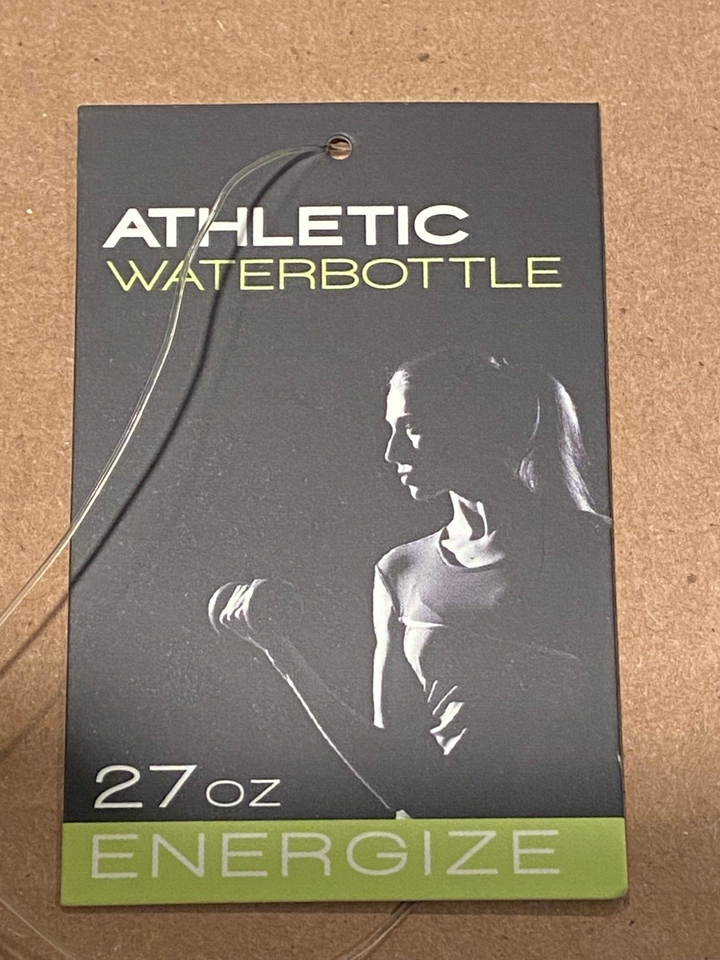 ATHLETIC
WATERBOTTLE
27 OZ
ENERGIZE